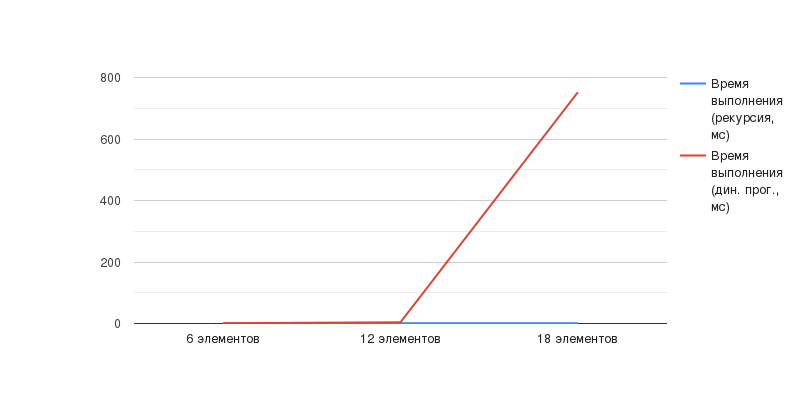 800
600
400
200
0
6 элементов
12 элементов
18 элементов
Время
выполнения
(рекурсия,
мс)
Время
выполнения
(дин. прог.,
мс)